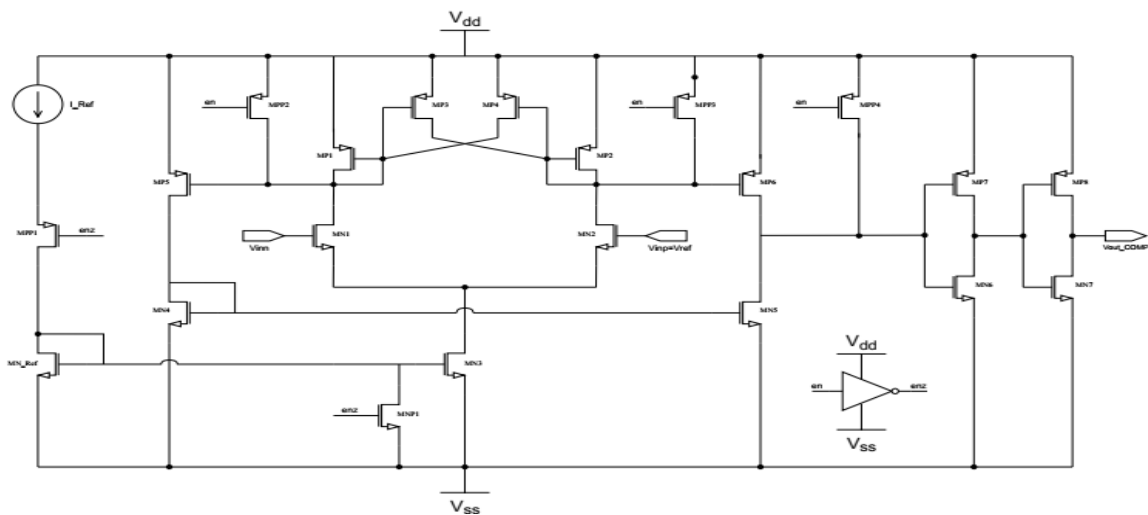 Vdd
I_Ref
en
MPP2
MP3
MP4
en
MPP3
en
MPP4
MP1
MP2
MP5
MP6
MP7
MP8
MPP1
enz
Vinn
MN1
MN2
Vinp=Vref
Vout_COMP
MN4
MN5
MN6
MN7
MN_Ref
MN3
Vdd
en
enz
enz
MNP1
Vss
Vss